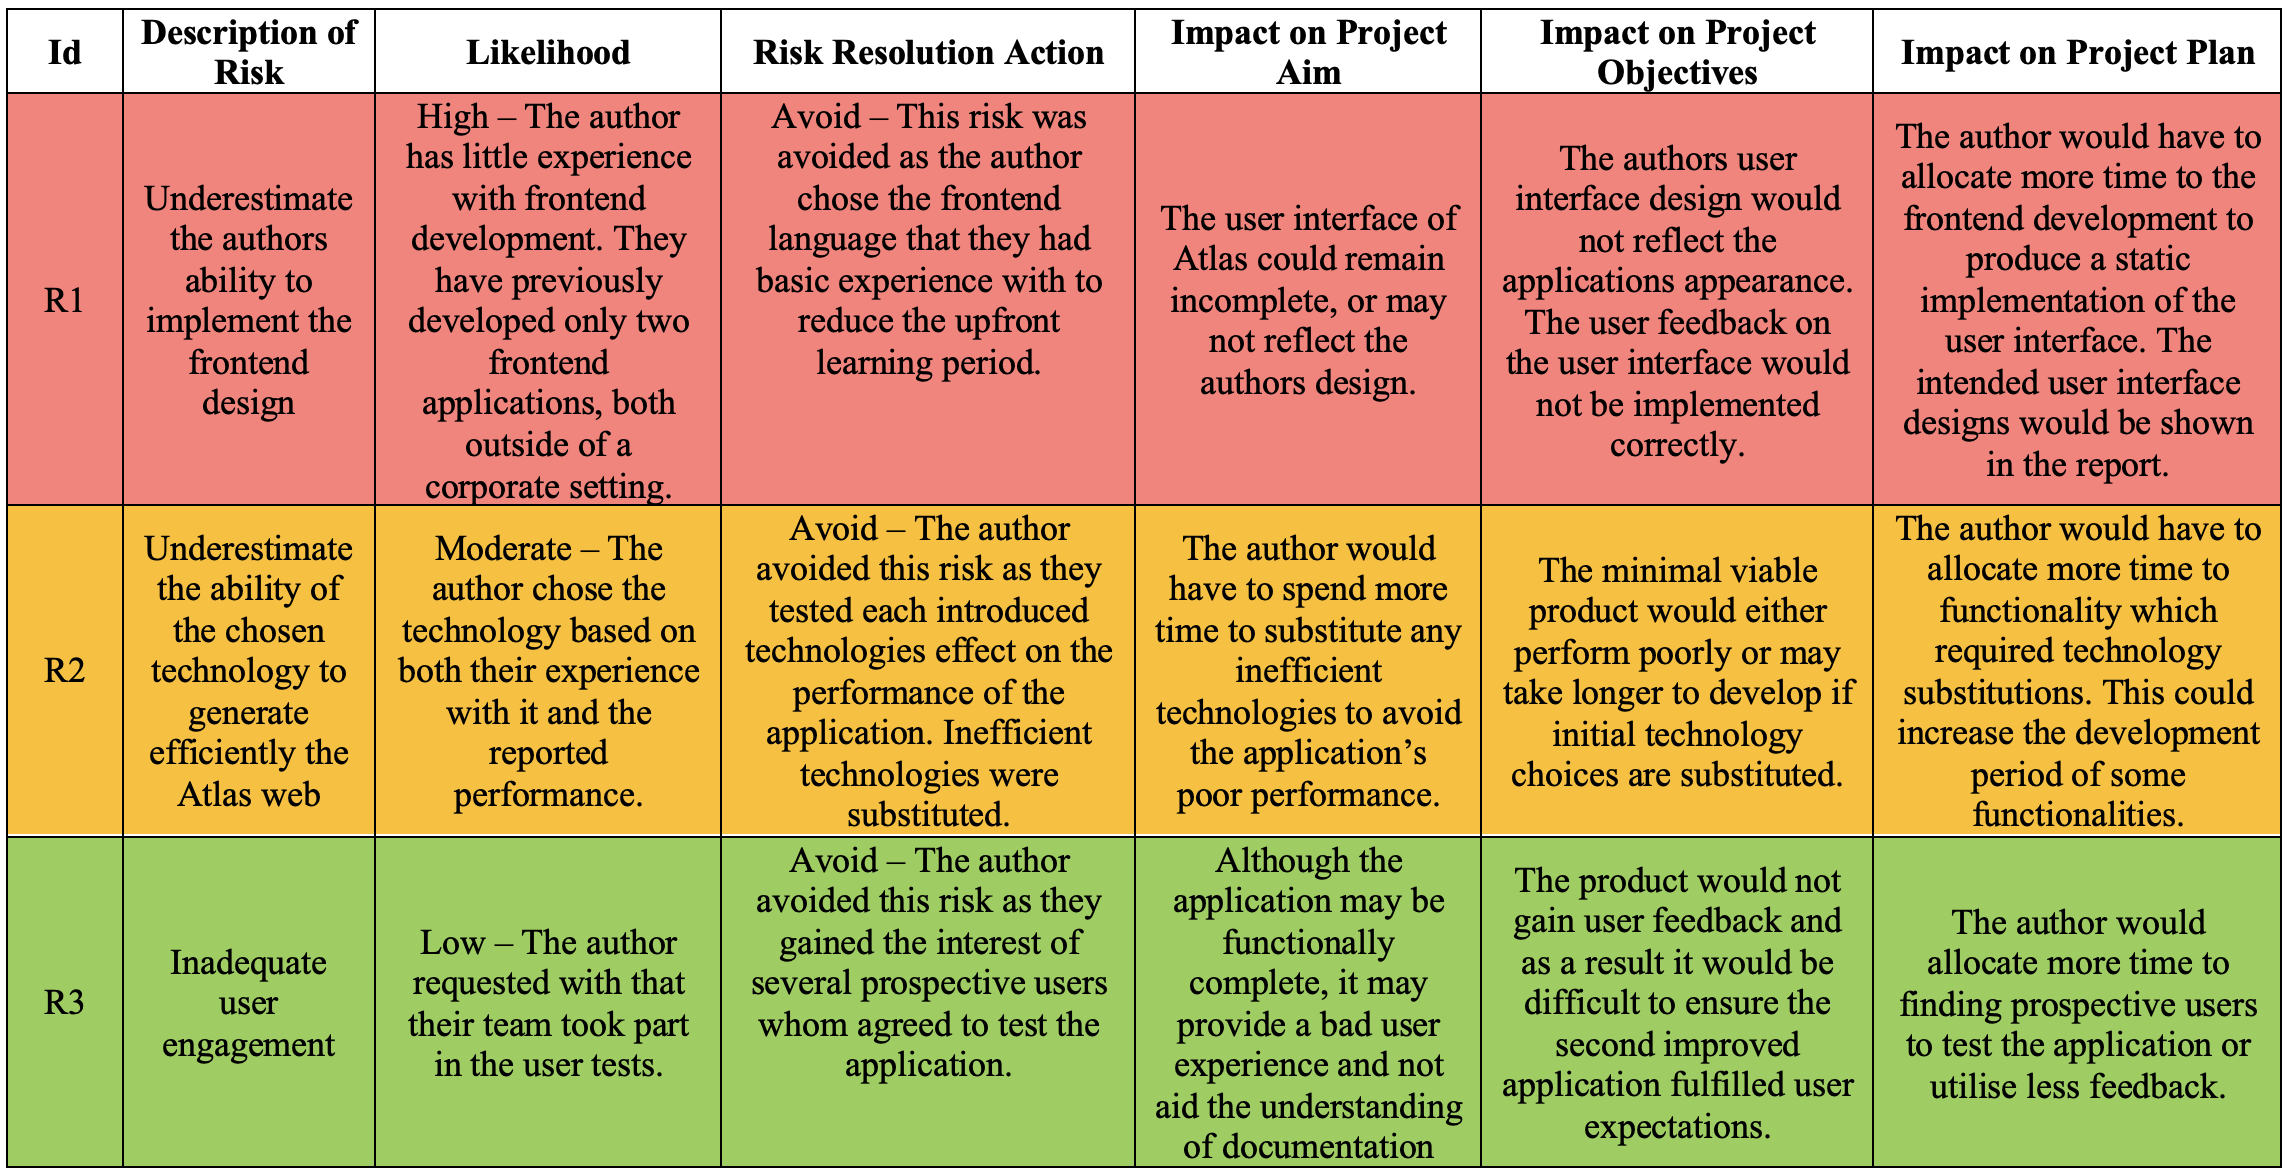 Id
Description of
Risk
Likelihood
Risk Resolution Action
Impact on Project
Aim
Impact on Project
Objectives
Impact on Project Plan
R1
Underestimate
the authors
ability to
implement the
frontend
design
High – The author
has little experience
with frontend
development. They
have previously
developed only two
frontend
applications, both
outside of a
corporate setting.
Avoid – This risk was
avoided as the author
chose the frontend
language that they had
basic experience with to
reduce the upfront
learning period.
The user interface of
Atlas could remain
incomplete, or may
not reflect the
authors design.
The authors user
interface design would
not reflect the
applications appearance.
The user feedback on
the user interface would
not be implemented
correctly.
The author would have to
allocate more time to the
frontend development to
produce a static
implementation of the
user interface. The
intended user interface
designs would be shown
in the report.
R2
Underestimate
the ability of
the chosen
technology to
generate
efficiently the
Atlas web
Moderate – The
author chose the
technology based on
both their experience
with it and the
reported
performance.
Avoid – The author
avoided this risk as they
tested each introduced
technologies effect on the
performance of the
application. Inefficient
technologies were
substituted.
The author would
have to spend more
time to substitute any
inefficient
technologies to avoid
the application’s
poor performance.
The minimal viable
product would either
perform poorly or may
take longer to develop if
initial technology
choices are substituted.
The author would have to
allocate more time to
functionality which
required technology
substitutions. This could
increase the development
period of some
functionalities.
R3
Inadequate
user
engagement
Low – The author
requested with that
their team took part
in the user tests.
Avoid – The author
avoided this risk as they
gained the interest of
several prospective users
whom agreed to test the
application.
Although the
application may be
functionally
complete, it may
provide a bad user
experience and not
aid the understanding
of documentation
The product would not
gain user feedback and
as a result it would be
difficult to ensure the
second improved
application fulfilled user
expectations.
The author would
allocate more time to
finding prospective users
to test the application or
utilise less feedback.